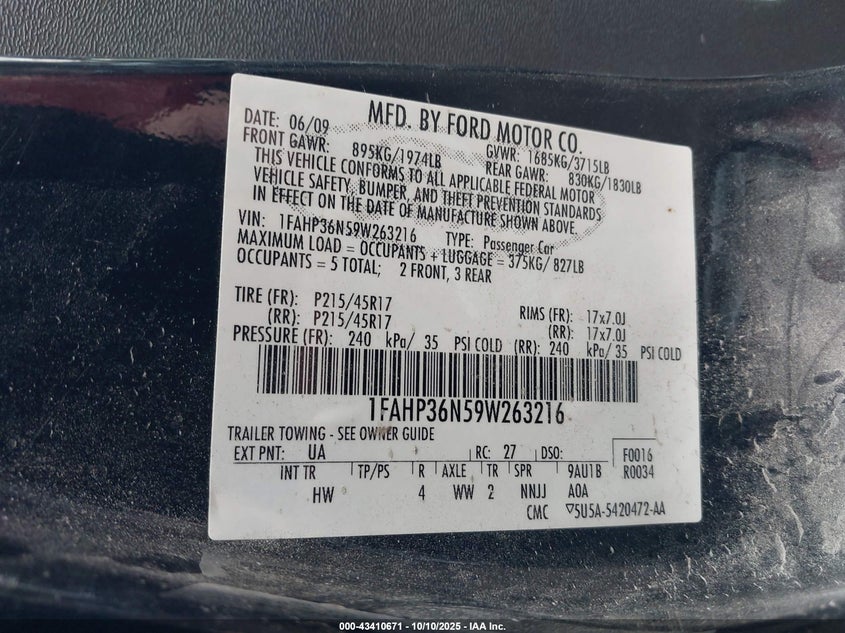 MFD. BY FORD MOTOR CO.
DATE: 06/09 GVWR: 1685KG/3715LB
FRONT GAWR: 895KG/1974LB REAR GAWR: 830KG/1830LB
THIS VEHICLE CONFORMS TO ALL APPLICABLE FEDERAL MOTOR
VEHICLE SAFETY, BUMPER, AND THEFT PREVENTION STANDARDS
IN EFFECT ON THE DATE OF MANUFACTURE SHOWN ABOVE.
VIN: 1FAHP36N59W263216 TYPE: Passenger Car
MAXIMUM LOAD = OCCUPANTS + LUGGAGE = 375KG/ 827LB
OCCUPANTS = 5 TOTAL; 2 FRONT, 3 REAR
TIRE (FR): P215/45R17 RIMS (FR): 17x7.0J
(RR): P215/45R17 (RR): 17x7.0J
PRESSURE (FR): 240 kPa/ 35 PSI COLD (RR): 240 kPa/ 35 PSI COLD
1FAHP36N59W263216
TRAILER TOWING - SEE OWNER GUIDE
EXT PNT: UA RC: 27 DSO: F0016
R0034
INT TR TP/PS R AXLE TR SPR 9AU1B
HW 4 WW 2 NNJJ AOA
CMC ▽5U5A-5420472-AA
000-43410671 - 10/10/2025 - IAA Inc.